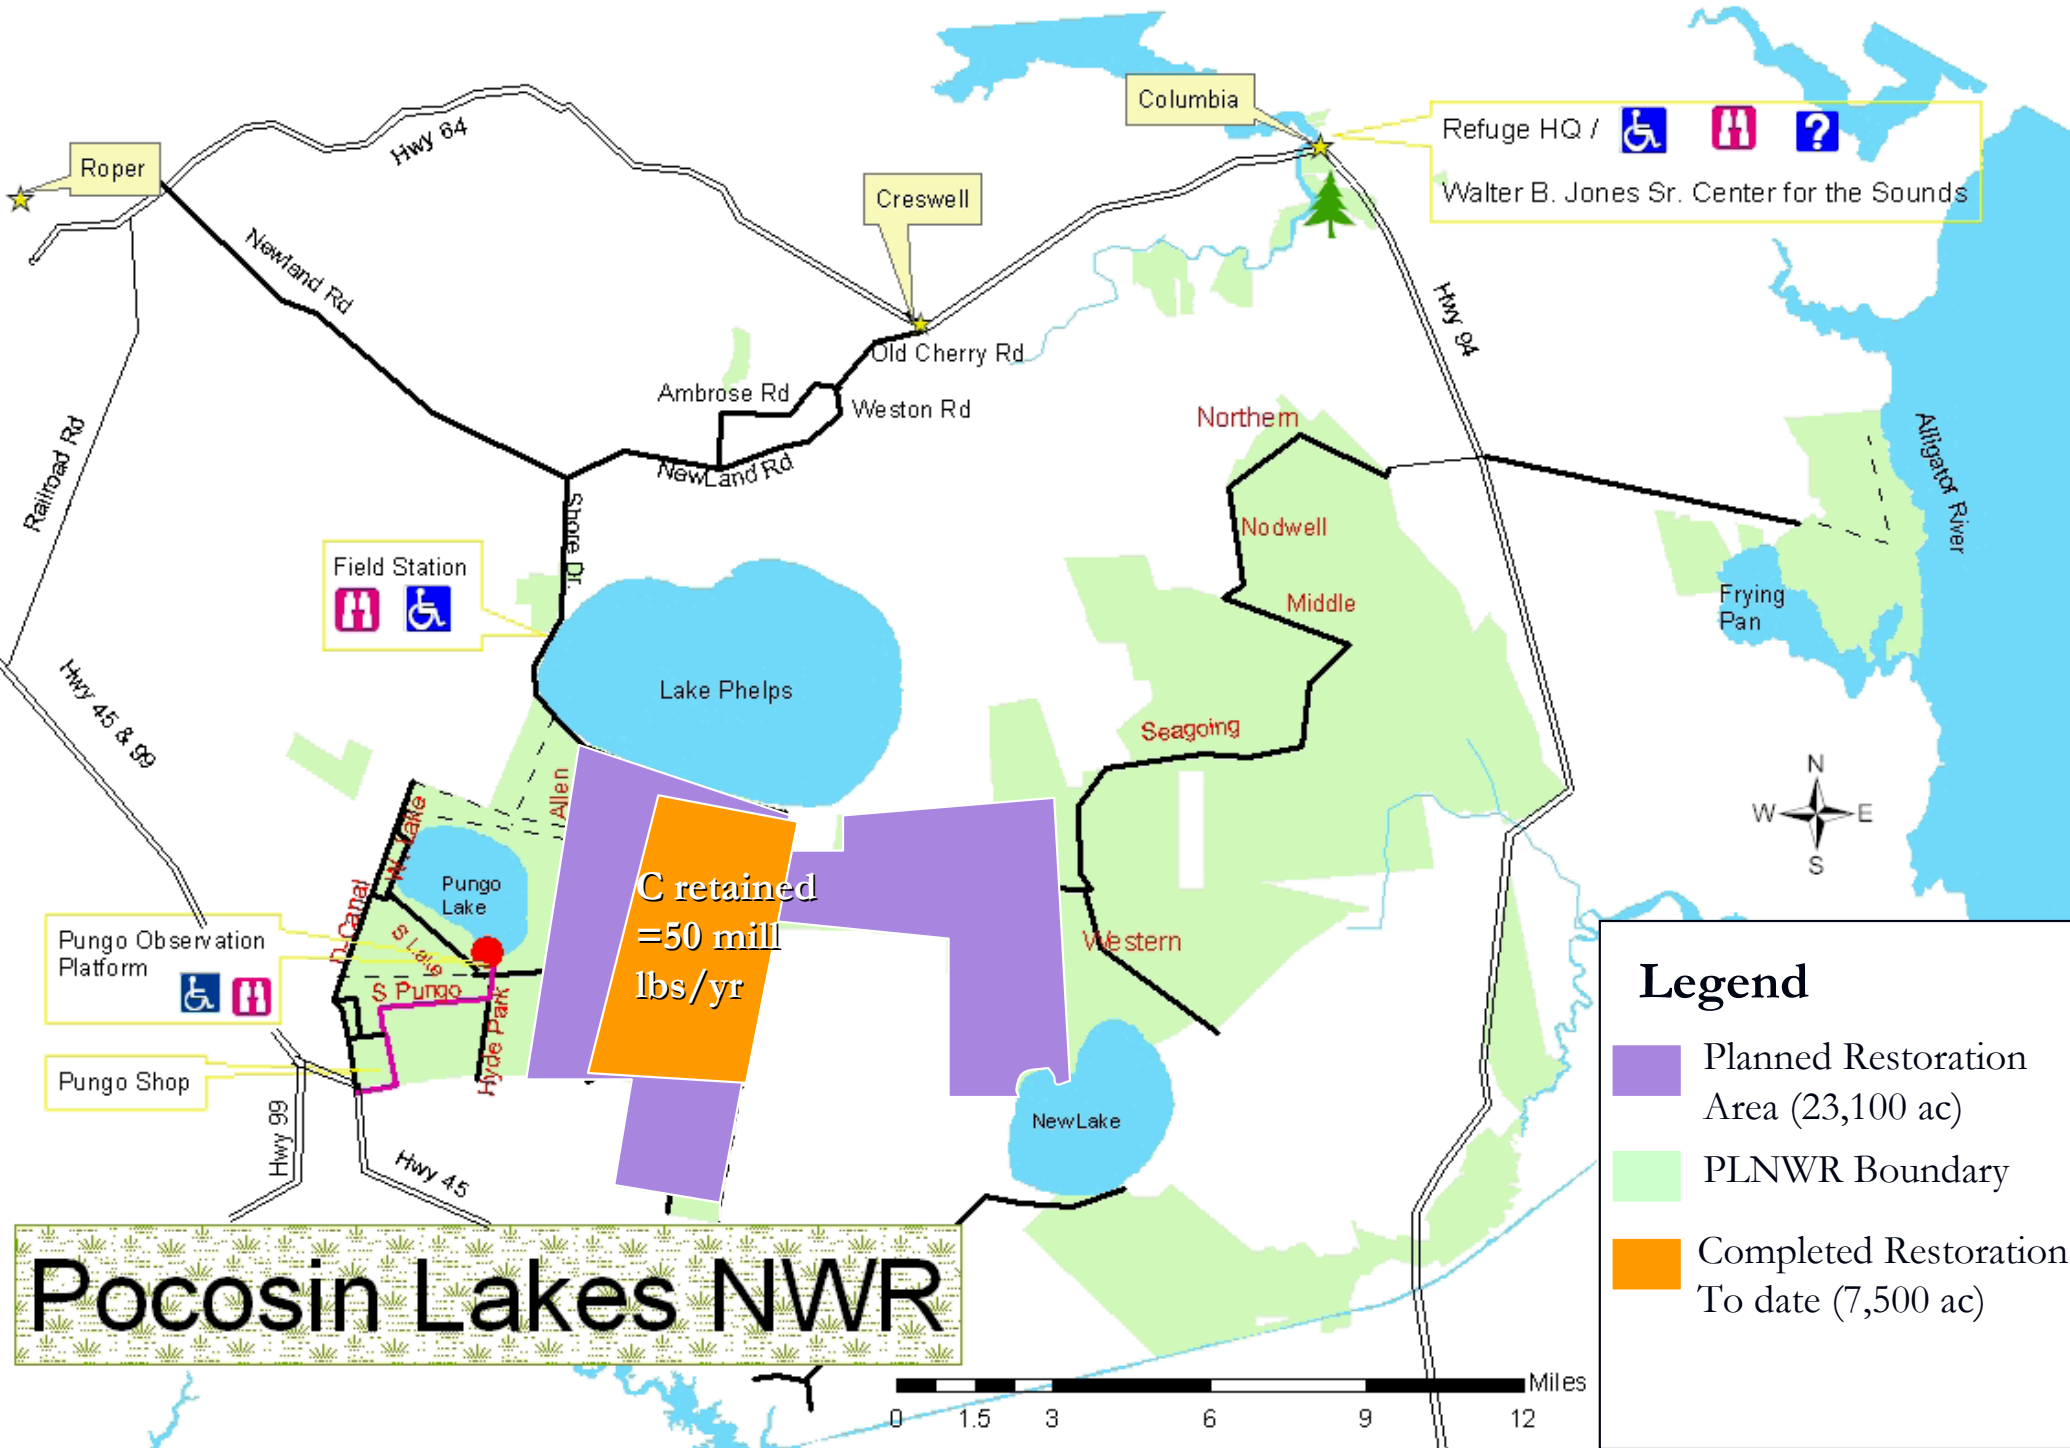 Columbia
Refuge HQ /
?
Walter B. Jones Sr. Center for the Sounds
Roper
Hwy 64
Creswell
Newland Rd
Hwy 94
Old Cherry Rd
Ambrose Rd
Weston Rd
Northern
NewLand Rd
Railroad Rd
Shore Dr.
Nodwell
Alligator River
Field Station
Middle
Frying
Pan
Lake Phelps
Hwy 45 & 99
Seagoing
Allen
W. Lake
N
W
E
S
Pungo
Lake
C retained
=50 mill
lbs/yr
D-Canal
S Lake
Pungo Observation
Platform
S Pungo
Western
Hyde Park
Pungo Shop
New Lake
Hwy 99
Hwy 45
Legend
Planned Restoration
Area (23,100 ac)
PLNWR Boundary
Completed Restoration
To date (7,500 ac)
Pocosin Lakes NWR
Miles
0 1.5 3 6 9 12